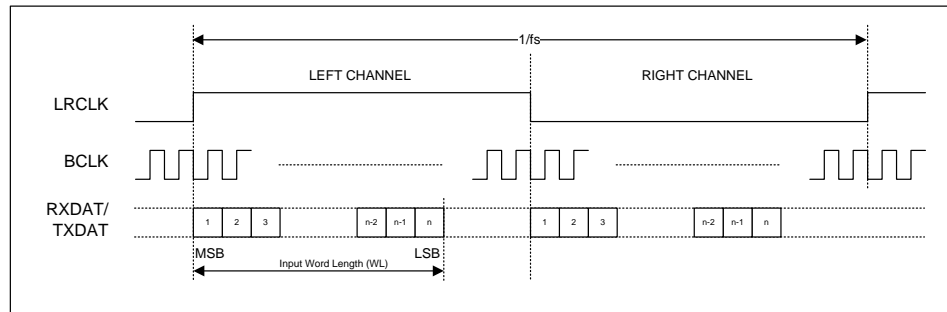 1/fs
LEFT CHANNEL RIGHT CHANNEL
LRCLK
BCLK
RXDAT/
TXDAT
1 2 3 n-2 n-1 n 1 2 3 n-2 n-1 n
MSB LSB
Input Word Length (WL)